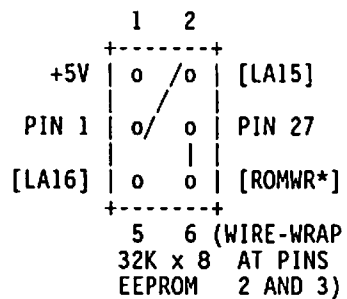 1 2
+5V o o [LA15]
PIN 1 o o PIN 27
[LA16] o o [ROMWR*]
5 6 (WIRE-WRAP
32K x 8 AT PINS
EEPROM 2 AND 3)